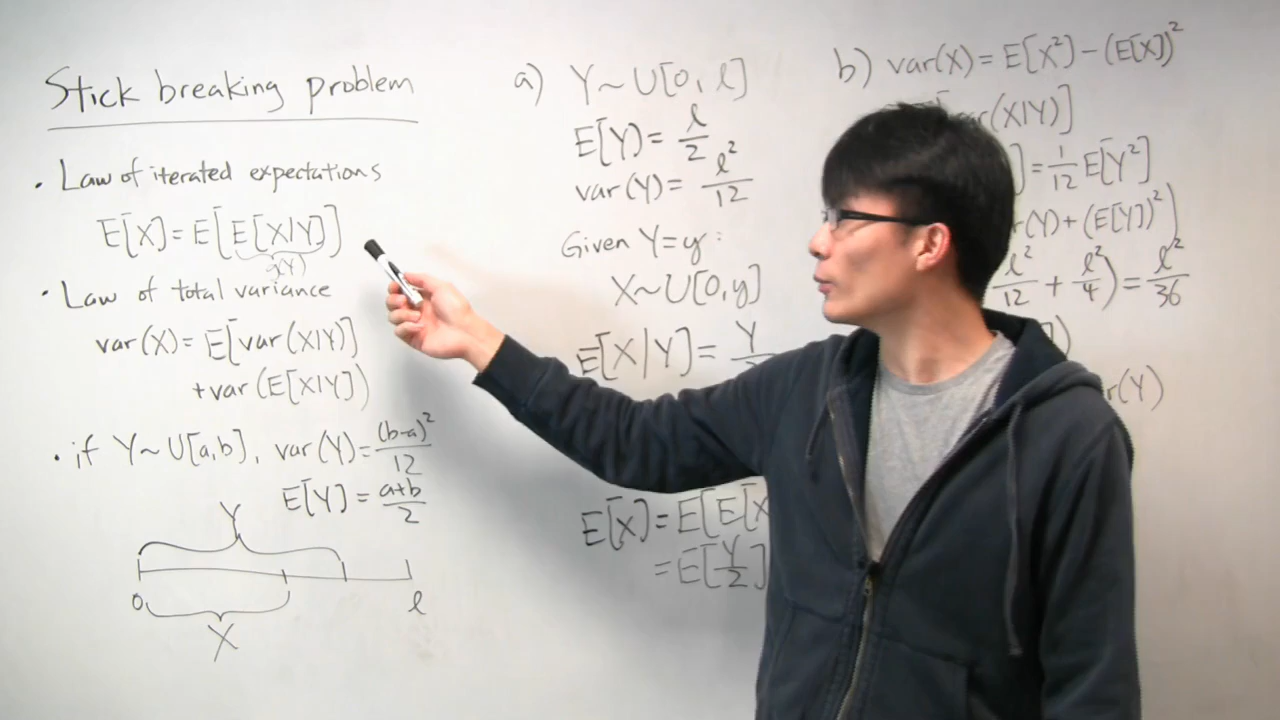 Stick breaking problem
• Law of iterated expectations
E[X] = E[E[X|Y]]
g(Y)
• Law of total variance
var(X) = E[var(X|Y)]
+ var(E[X|Y])
• if Y ~ U[a,b], var(Y) = (b-a)²/12
E[Y] = a+b/2
Y
0 ℓ
X
a) Y ~ U[0, ℓ]
E[Y] = ℓ/2
var(Y) = ℓ²/12
Given Y=y:
X ~ U[0,y]
E[X|Y] = Y/
E[X] = E[E[X
= E[Y/2]
b) var(X) = E[X²] - (E[X])²
r(X|Y)]
] = 1/12 E[Y²]
r(Y) + (E[Y])²)
ℓ²/12 + ℓ²/4) = ℓ²/36
])
r(Y)